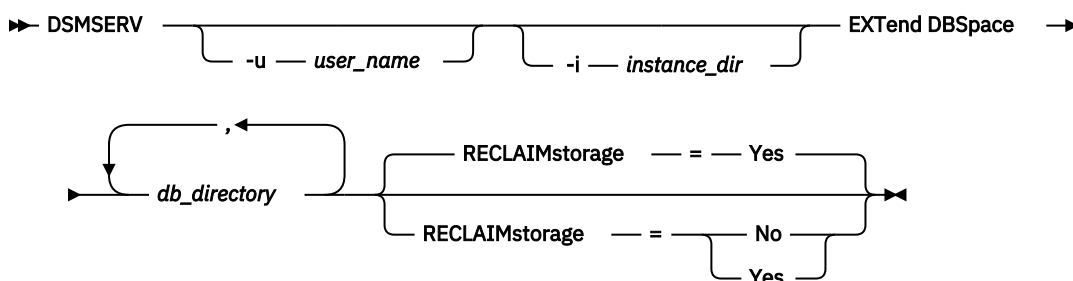 DSMSERV EXTend DBSpace
-u user_name -i instance_dir
,
RECLAIMstorage = Yes
db_directory
RECLAIMstorage = No
Yes